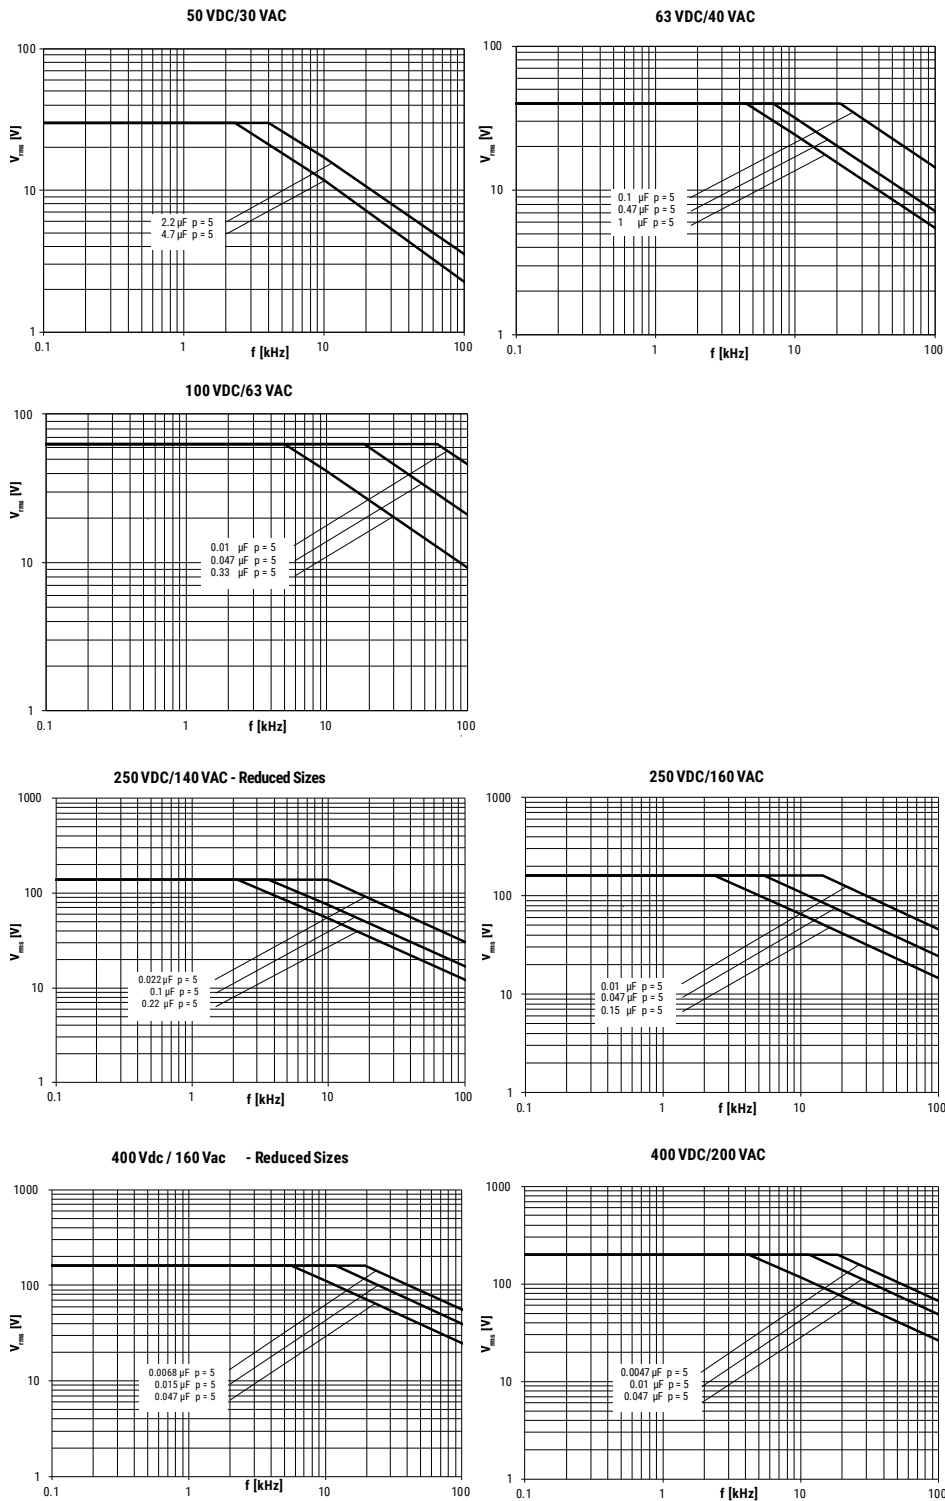 50 VDC/30 VAC
100
10
1
V rms [V]
2.2 µF p = 5
4.7 µF p = 5
0.1 1 10 100
f [kHz]
63 VDC/40 VAC
100
10
1
V rms [V]
0.1 µF p = 5
0.47 µF p = 5
1 µF p = 5
0.1 1 10 100
f [kHz]
100 VDC/63 VAC
100
10
1
V rms [V]
0.01 µF p = 5
0.047 µF p = 5
0.33 µF p = 5
0.1 1 10 100
f [kHz]
250 VDC/140 VAC - Reduced Sizes
1000
100
10
1
V rms [V]
0.022 µF p = 5
0.1 µF p = 5
0.22 µF p = 5
0.1 1 10 100
f [kHz]
250 VDC/160 VAC
1000
100
10
1
V rms [V]
0.01 µF p = 5
0.047 µF p = 5
0.15 µF p = 5
0.1 1 10 100
f [kHz]
400 Vdc / 160 Vac - Reduced Sizes
1000
100
10
1
V rms [V]
0.0068 µF p = 5
0.015 µF p = 5
0.047 µF p = 5
0.1 1 10 100
f [kHz]
400 VDC/200 VAC
1000
100
10
1
V rms [V]
0.0047 µF p = 5
0.01 µF p = 5
0.047 µF p = 5
0.1 1 10 100
f [kHz]